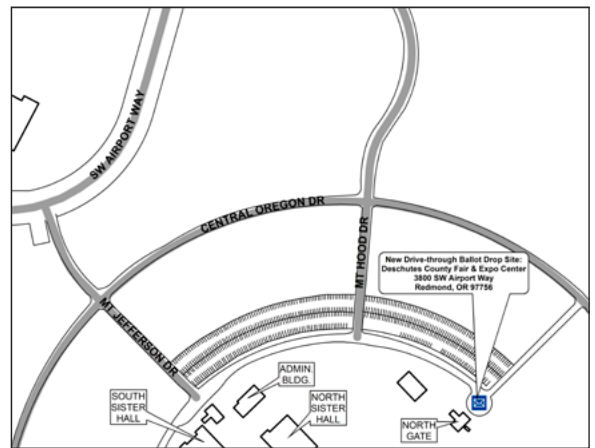 SW AIRPORT WAY
CENTRAL OREGON DR
MT HOOD DR
New Drive-through Ballot Drop Site:
Deschutes County Fair & Expo Center
3800 SW Airport Way
Redmond, OR 97756
MT JEFFERSON DR
ADMIN.
BLDG.
SOUTH
SISTER
HALL
NORTH
SISTER
HALL
NORTH
GATE